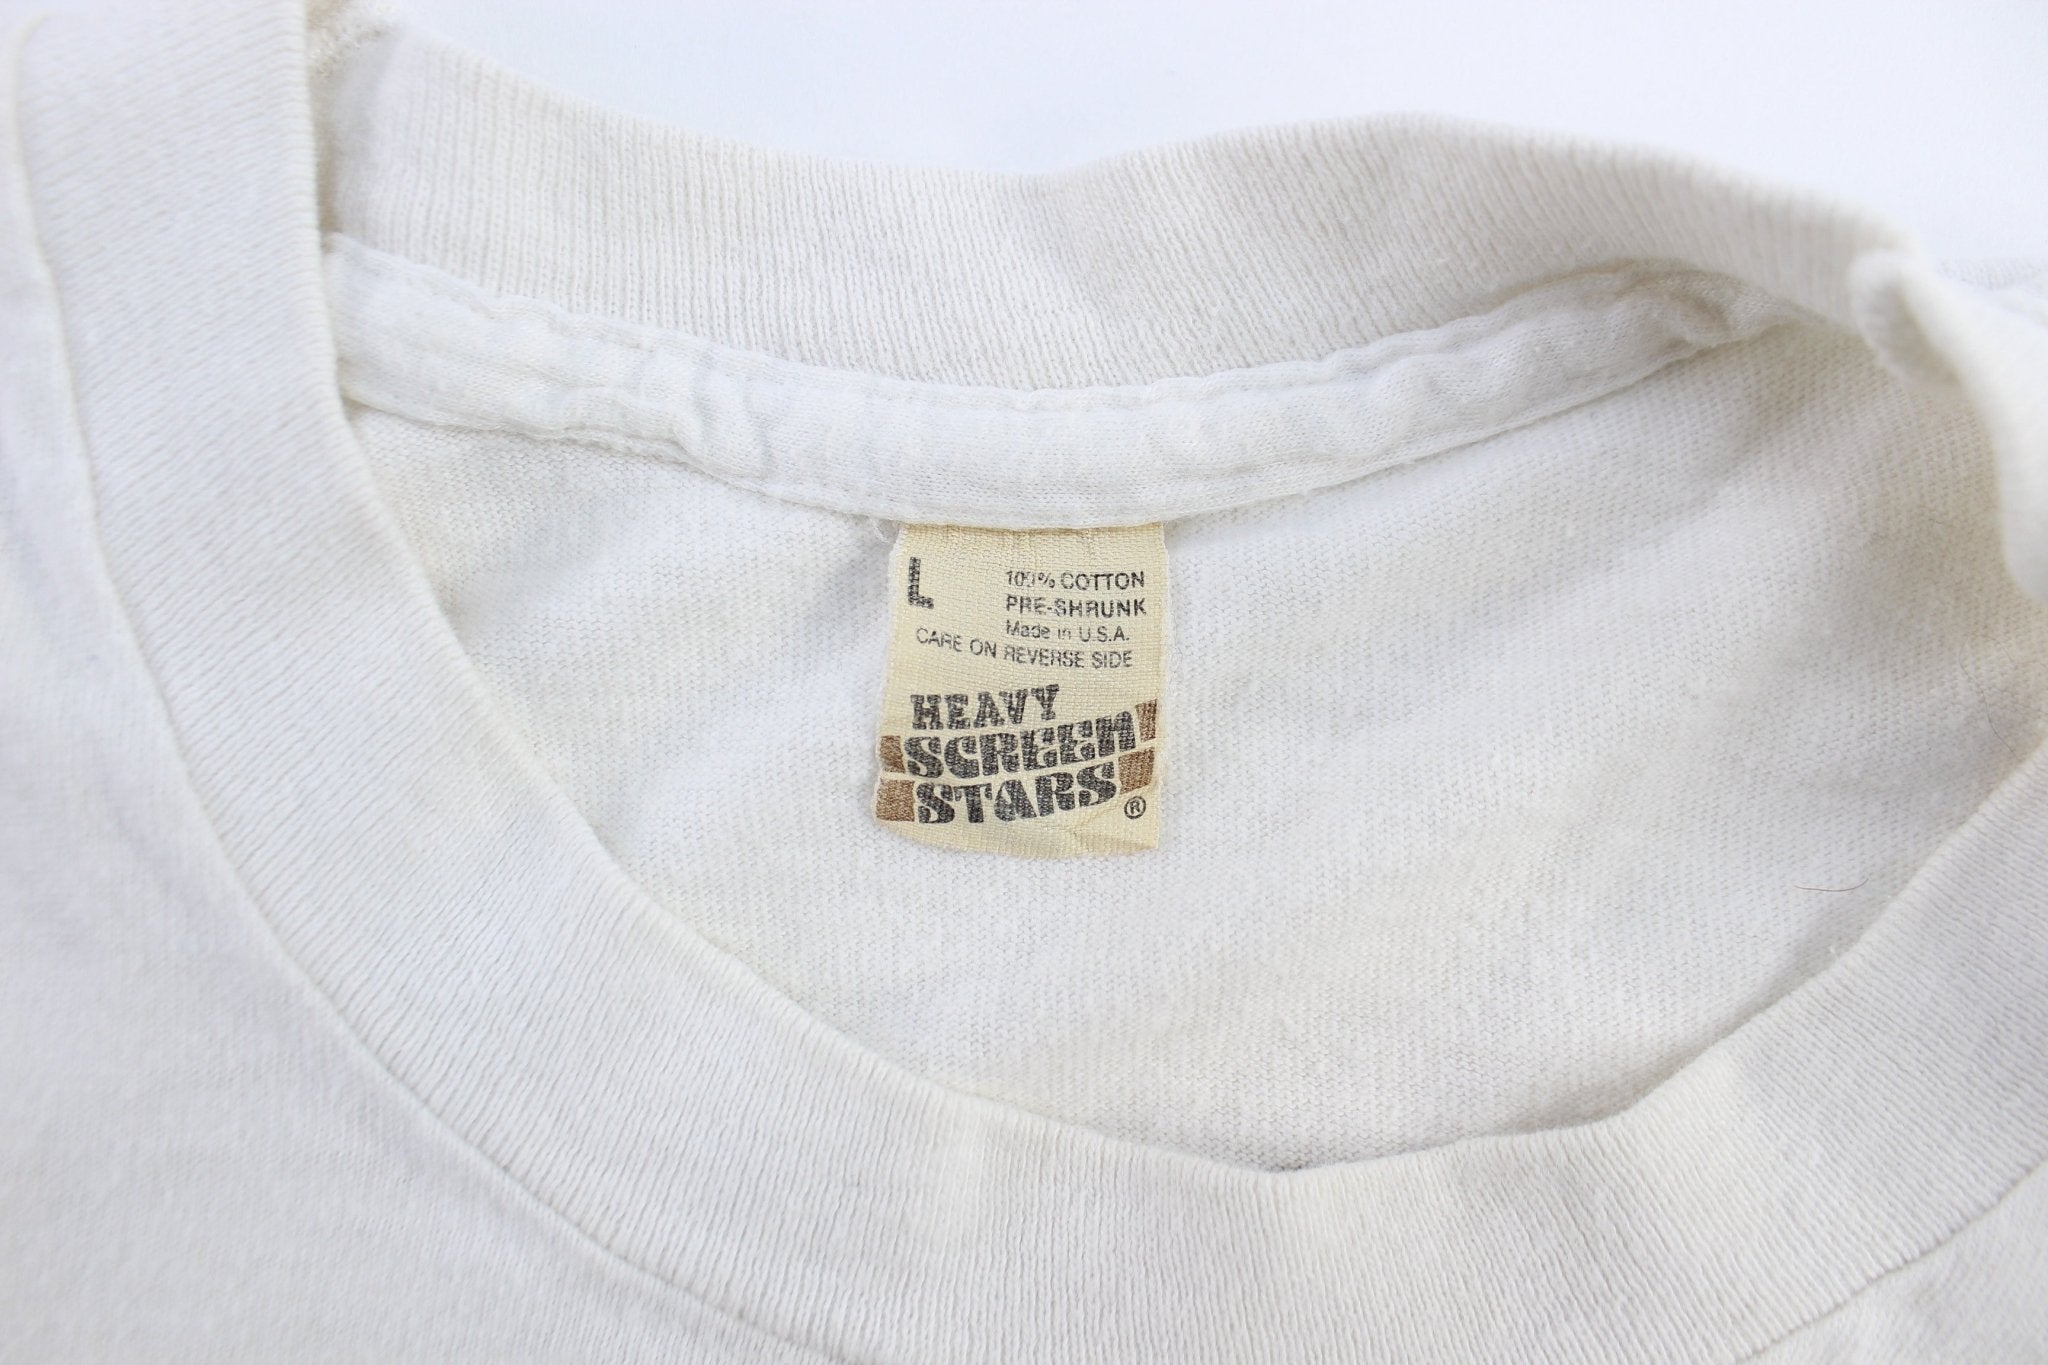 L
100% COTTON
PRE-SHRUNK
Made in U.S.A.
CARE ON REVERSE SIDE
HEAVY
SCREEN
STARS ®